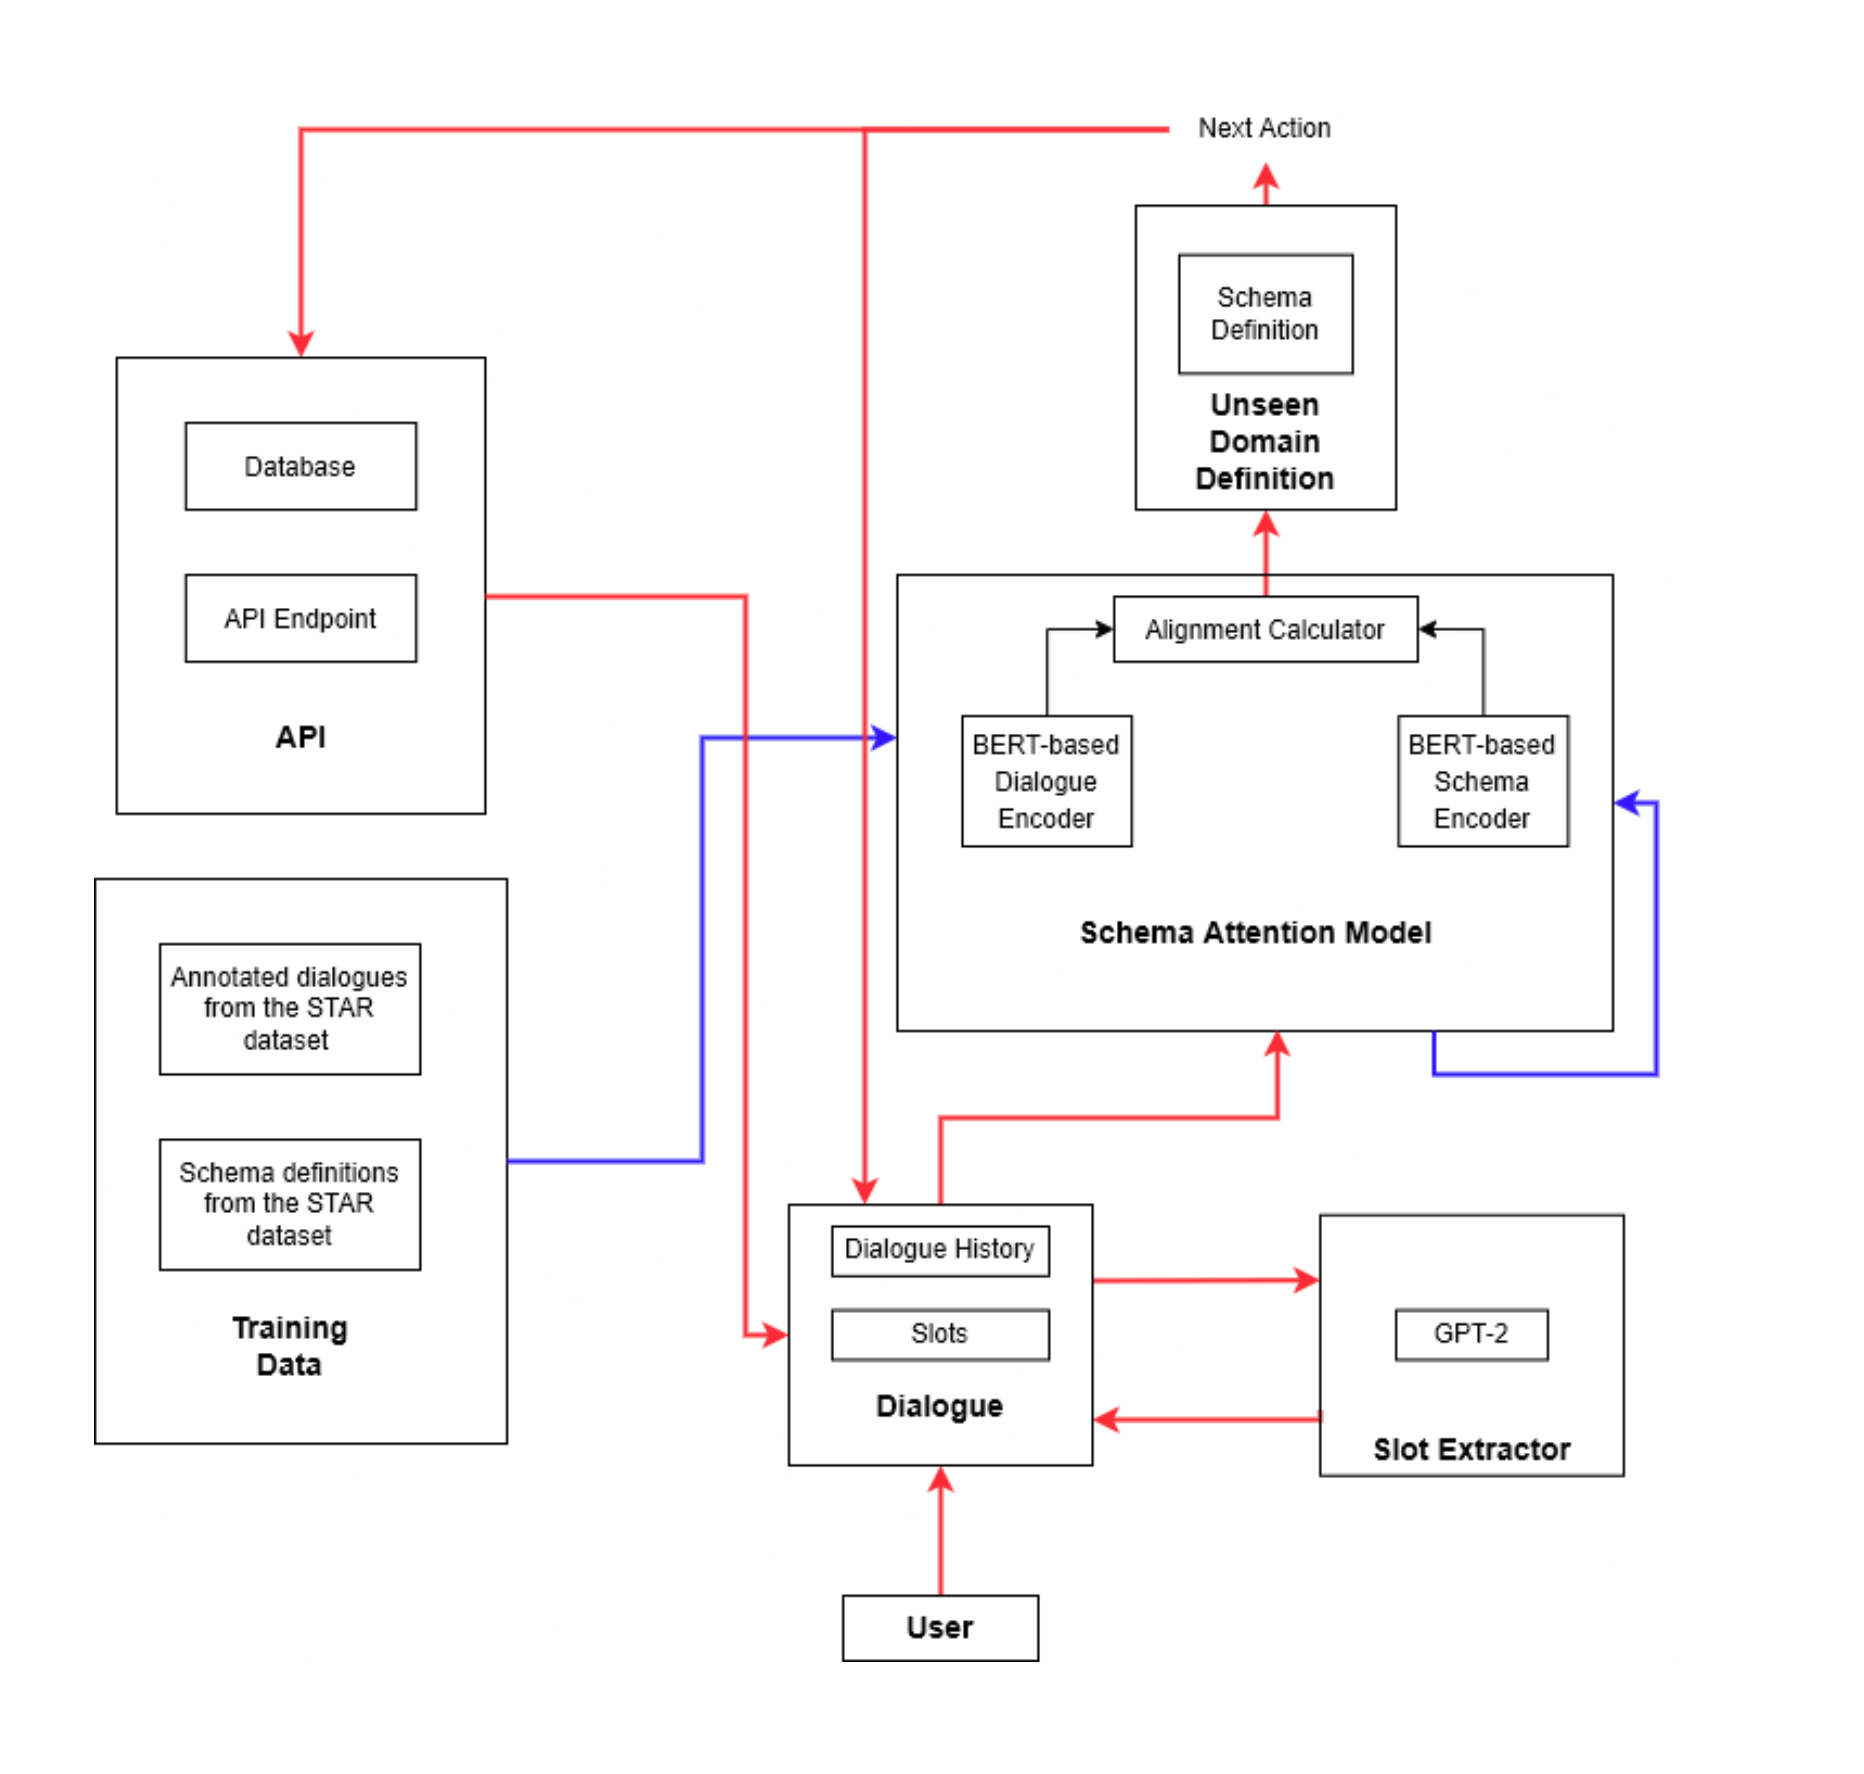 Next Action
Schema
Definition
Unseen
Domain
Definition
Database
API Endpoint
API
Alignment Calculator
BERT-based
Dialogue
Encoder
BERT-based
Schema
Encoder
Schema Attention Model
Annotated dialogues
from the STAR
dataset
Schema definitions
from the STAR
dataset
Training
Data
Dialogue History
Slots
Dialogue
GPT-2
Slot Extractor
User